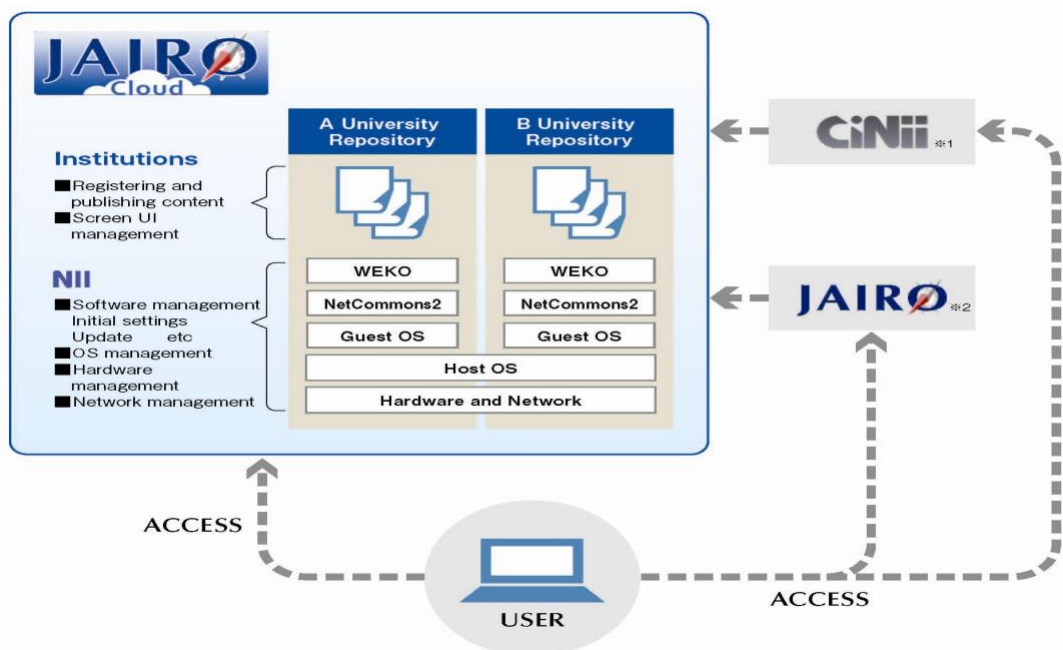 JAIRO
Cloud
A University
Repository
B University
Repository
Institutions
■Registering and
publishing content
■Screen UI
management
NII
■Software management
Initial settings
Update etc
■OS management
■Hardware
management
■Network management
WEKO
WEKO
NetCommons2
NetCommons2
Guest OS
Guest OS
Host OS
Hardware and Network
CiNii ※1
JAIRO ※2
ACCESS
USER
ACCESS